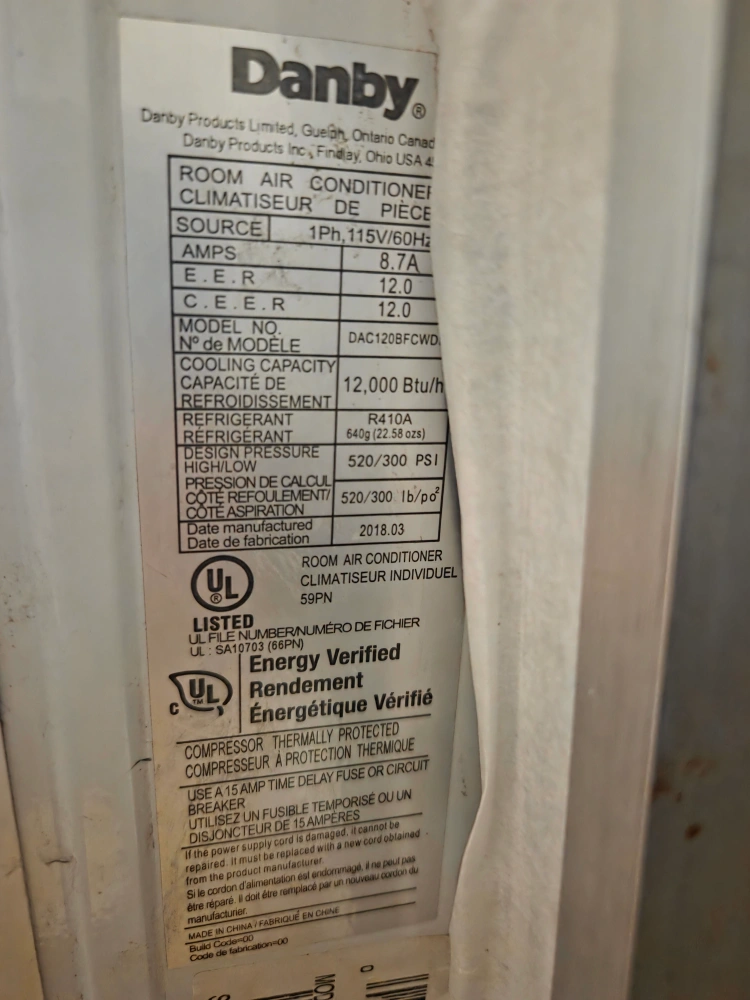 Danby®
Danby Products Limited, Guelph, Ontario Canad
Danby Products Inc., Findlay, Ohio USA 4
ROOM AIR CONDITIONER
CLIMATISEUR DE PIÈCE
SOURCE 1Ph,115V/60Hz
AMPS 8.7A
E.E.R 12.0
C.E.E.R 12.0
MODEL NO.
Nº de MODÈLE DAC120BFCWD
COOLING CAPACITY
CAPACITÉ DE
REFROIDISSEMENT 12,000 Btu/h
REFRIGERANT R410A
RÉFRIGÉRANT 640g (22.58 ozs)
DESIGN PRESSURE
HIGH/LOW 520/300 PSI
PRESSION DE CALCUL
CÔTÉ REFOULEMENT/ 520/300 lb/po²
CÔTÉ ASPIRATION
Date manufactured
Date de fabrication 2018.03
UL®
LISTED
ROOM AIR CONDITIONER
CLIMATISEUR INDIVIDUEL
59PN
UL FILE NUMBER/NUMÉRO DE FICHIER
UL : SA10703 (66PN)
C UL TM
Energy Verified
Rendement
Énergétique Vérifié
COMPRESSOR THERMALLY PROTECTED
COMPRESSEUR À PROTECTION THERMIQUE
USE A 15 AMP TIME DELAY FUSE OR CIRCUIT
BREAKER
UTILISEZ UN FUSIBLE TEMPORISÉ OU UN
DISJONCTEUR DE 15 AMPÈRES
If the power supply cord is damaged, it cannot be
repaired. It must be replaced with a new cord obtained
from the product manufacturer.
Si le cordon d'alimentation est endommagé, il ne peut pas
être réparé. Il doit être remplacé par un nouveau cordon du
manufacturier.
MADE IN CHINA / FABRIQUÉ EN CHINE
Build Code=00
Code de fabrication=00